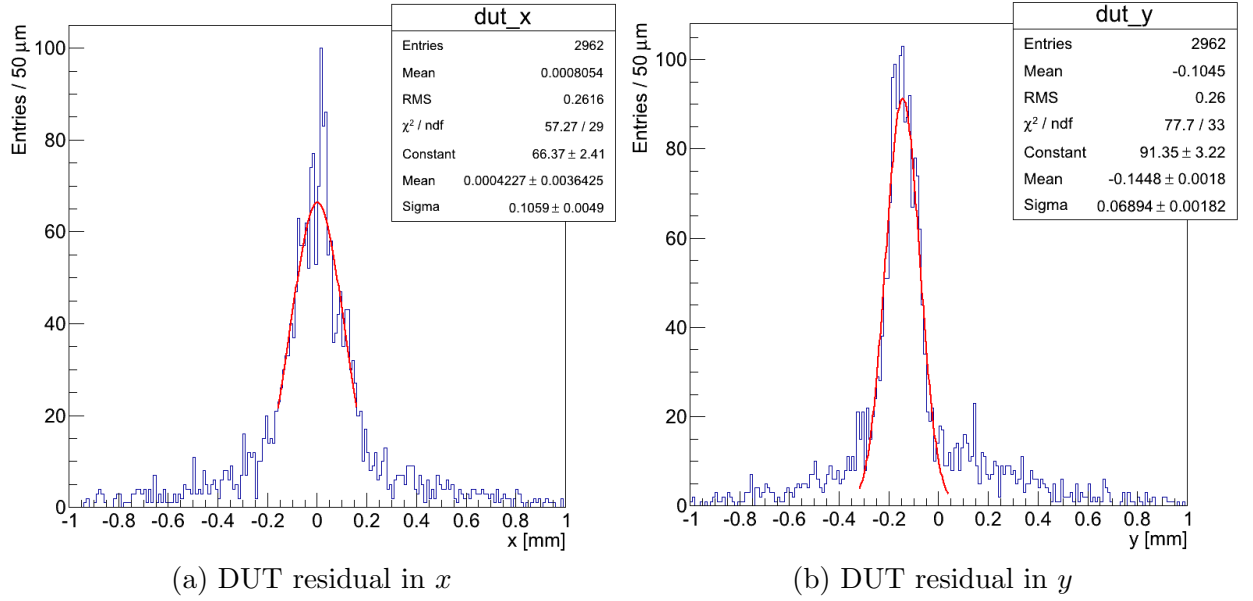 dut_x
Entries 2962
Mean 0.0008054
RMS 0.2616
χ² / ndf 57.27 / 29
Constant 66.37 ± 2.41
Mean 0.0004227 ± 0.0036425
Sigma 0.1059 ± 0.0049
Entries / 50 μm
100
80
60
40
20
0
-1 -0.8 -0.6 -0.4 -0.2 0 0.2 0.4 0.6 0.8 1
x [mm]
(a) DUT residual in x
dut_y
Entries 2962
Mean -0.1045
RMS 0.26
χ² / ndf 77.7 / 33
Constant 91.35 ± 3.22
Mean -0.1448 ± 0.0018
Sigma 0.06894 ± 0.00182
Entries / 50 μm
100
80
60
40
20
0
-1 -0.8 -0.6 -0.4 -0.2 0 0.2 0.4 0.6 0.8 1
y [mm]
(b) DUT residual in y